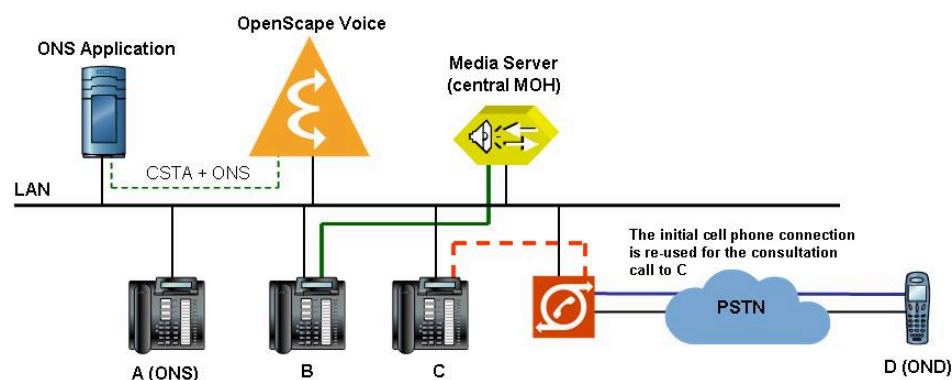 OpenScape Voice
ONS Application
Media Server
(central MOH)
CSTA + ONS
LAN
The initial cell phone connection
is re-used for the consultation
call to C
PSTN
A (ONS)
B
C
D (OND)